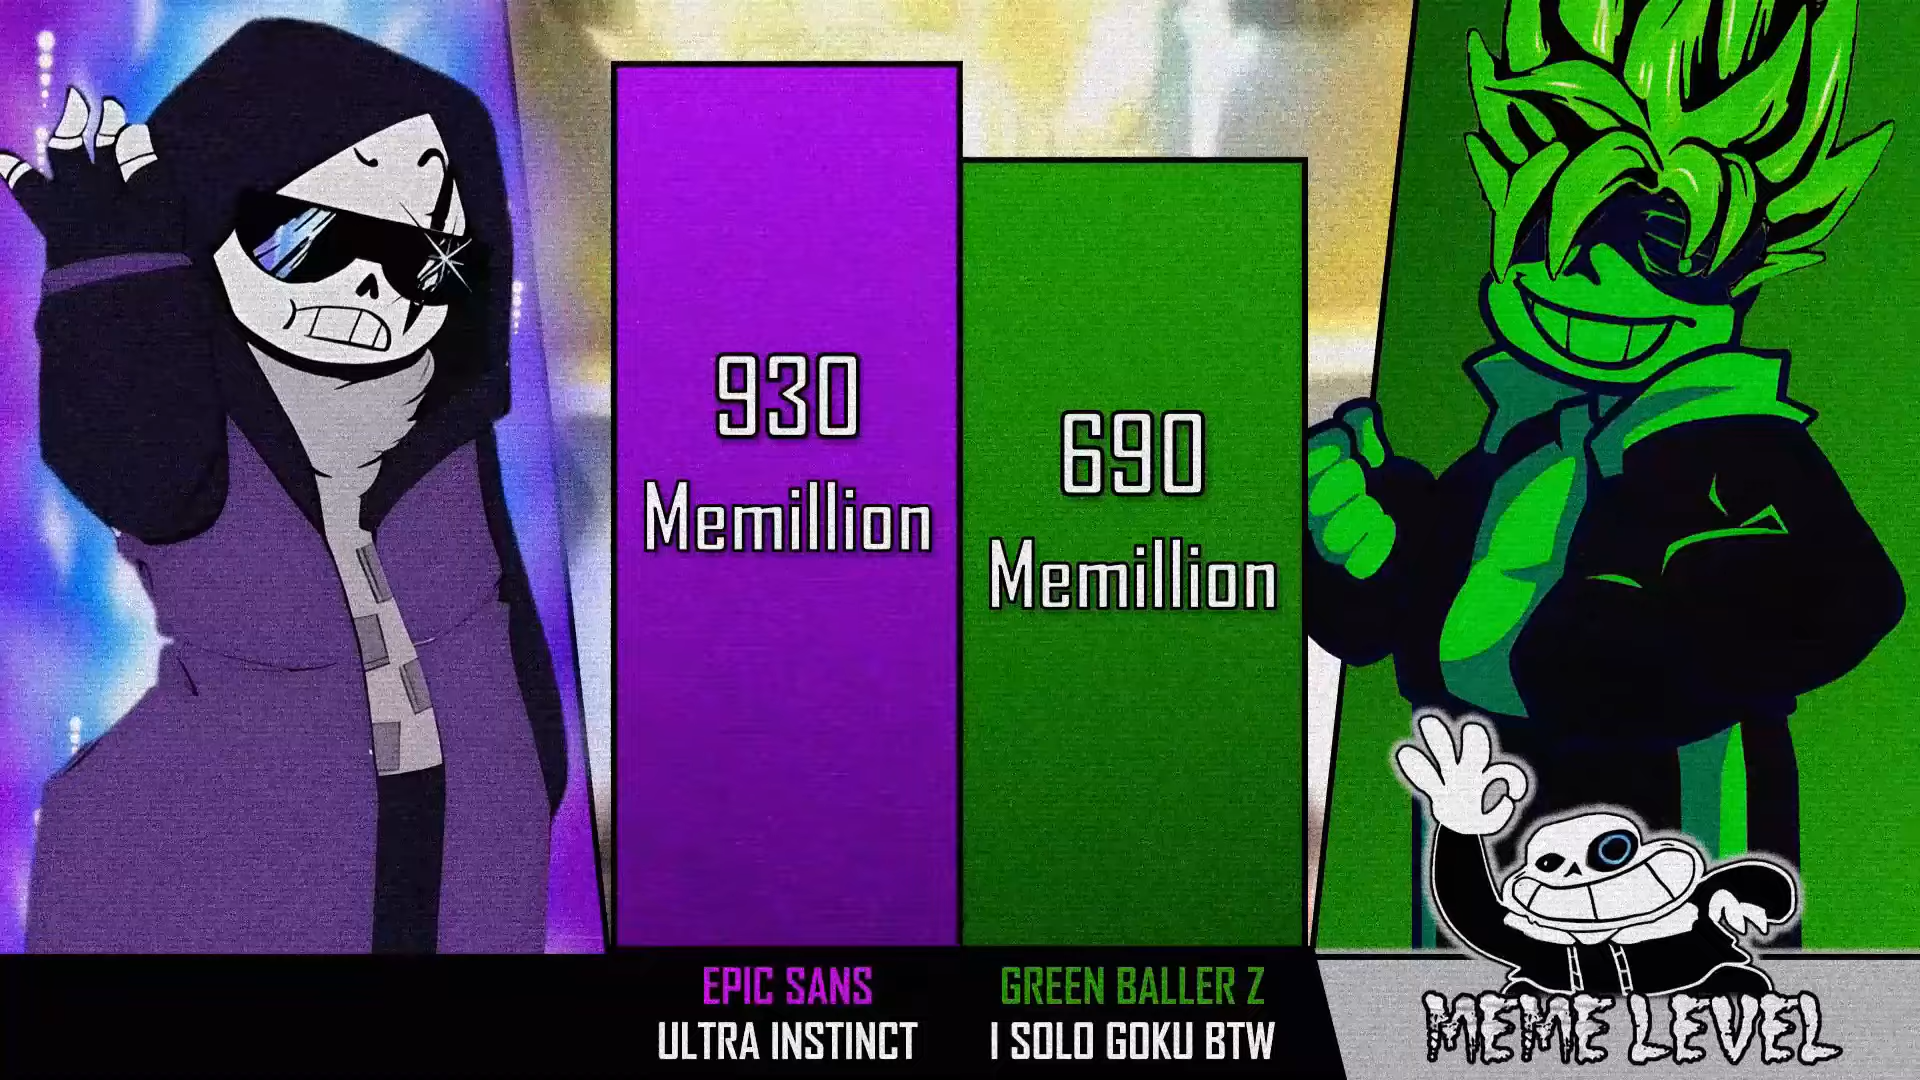 930
Memillion
690
Memillion
EPIC SANS
ULTRA INSTINCT
GREEN BALLER Z
I SOLO GOKU BTW
MEME LEVEL